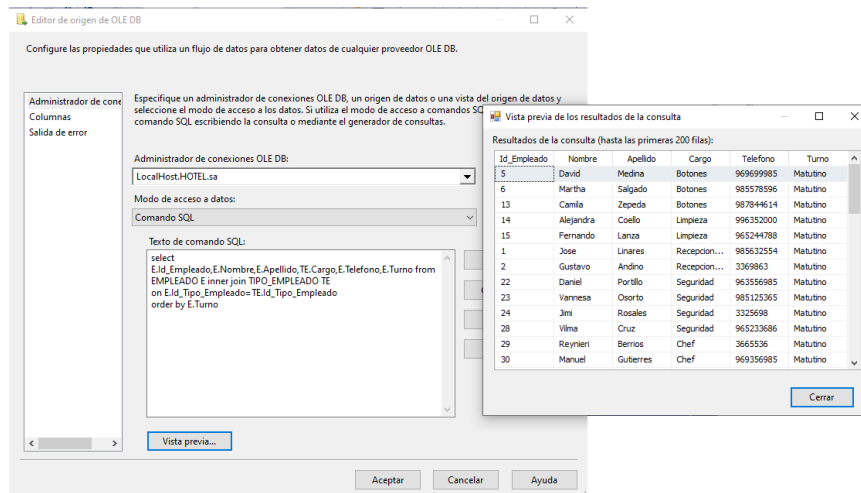 Editor de origen de OLE DB
Configure las propiedades que utiliza un flujo de datos para obtener datos de cualquier proveedor OLE DB.
Administrador de cone
Columnas
Salida de error
Especifique un administrador de conexiones OLE DB, un origen de datos o una vista del origen de datos y
seleccione el modo de acceso a los datos. Si utiliza el modo de acceso a comandos SQ
comando SQL escribiendo la consulta o mediante el generador de consultas.
Administrador de conexiones OLE DB:
LocalHost.HOTEL.sa
Modo de acceso a datos:
Comando SQL
Texto de comando SQL:
select
E.Id_Empleado,E.Nombre,E.Apellido,TE.Cargo,E.Telefono,E.Turno from
EMPLEADO E inner join TIPO_EMPLEADO TE
on E.Id_Tipo_Empleado=TE.Id_Tipo_Empleado
order by E.Turno
Vista previa...
Aceptar Cancelar Ayuda
Vista previa de los resultados de la consulta
Resultados de la consulta (hasta las primeras 200 filas):
Id_Empleado Nombre Apellido Cargo Telefono Turno
5 David Medina Botones 969699985 Matutino
6 Martha Salgado Botones 985578596 Matutino
13 Camila Zepeda Botones 987844614 Matutino
14 Alejandra Coello Limpieza 996352000 Matutino
15 Fernando Lanza Limpieza 965244788 Matutino
1 Jose Linares Recepcion... 985632554 Matutino
2 Gustavo Andino Recepcion... 3369863 Matutino
22 Daniel Portillo Seguridad 963556985 Matutino
23 Vannesa Osorto Seguridad 985125365 Matutino
24 Jimi Rosales Seguridad 3325698 Matutino
28 Vilma Cruz Seguridad 965233686 Matutino
29 Reynieri Berrios Chef 3665536 Matutino
30 Manuel Gutierres Chef 969356985 Matutino
Cerrar